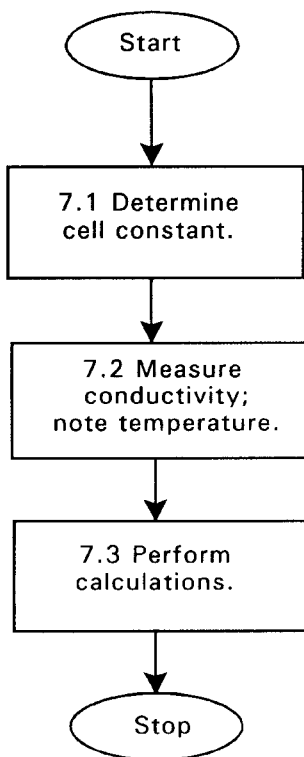 Start
7.1 Determine
cell constant.
7.2 Measure
conductivity;
note temperature.
7.3 Perform
calculations.
Stop